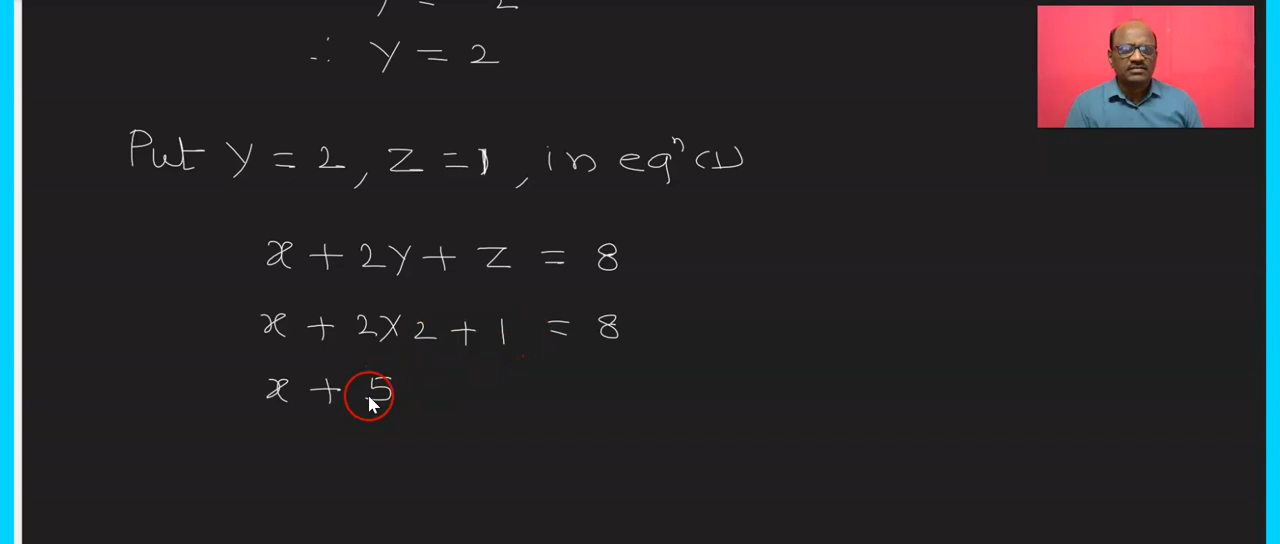 ∴ y = 2
Put y = 2, z = 1, in eqⁿ (1)
x + 2y + z = 8
x + 2 × 2 + 1 = 8
x + 5